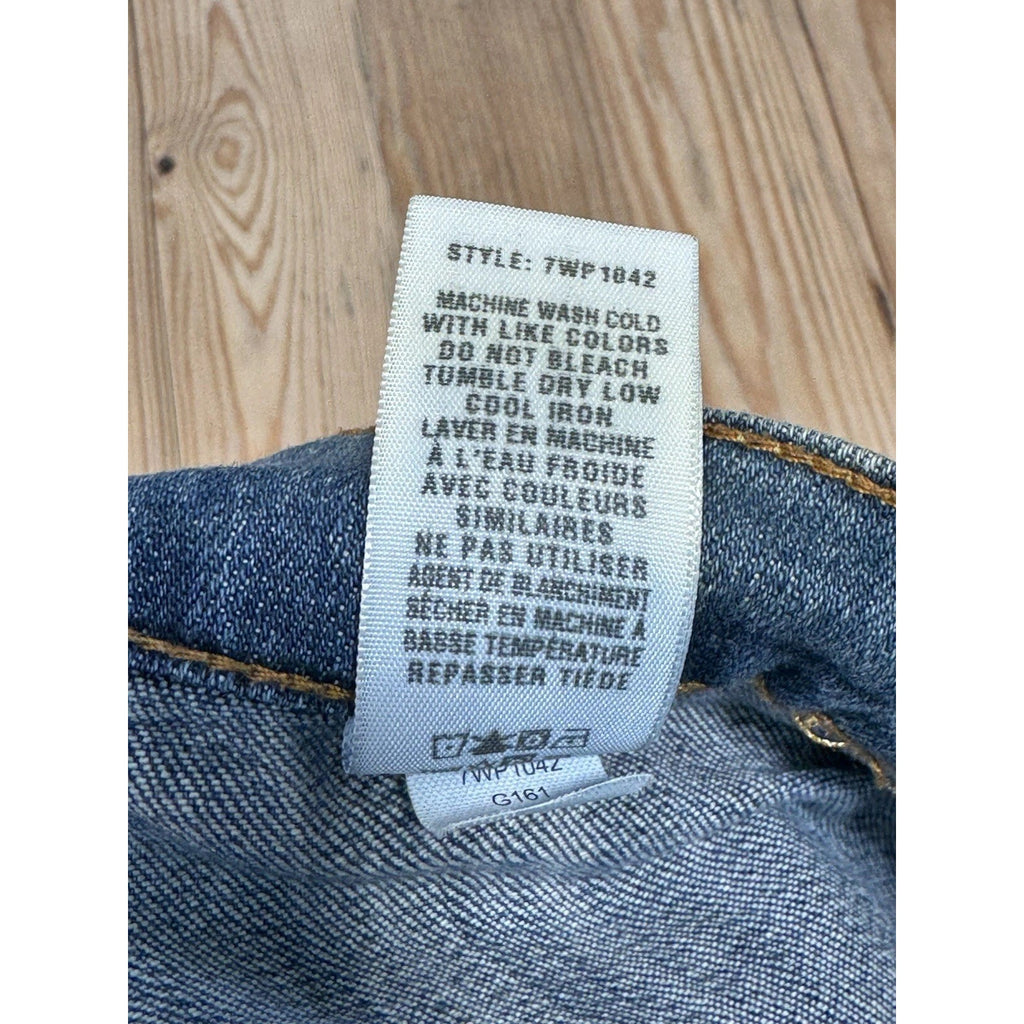 STYLE: 7WP1042
MACHINE WASH COLD
WITH LIKE COLORS
DO NOT BLEACH
TUMBLE DRY LOW
COOL IRON
LAVER EN MACHINE
À L'EAU FROIDE
AVEC COULEURS
SIMILAIRES
NE PAS UTILISER
AGENT DE BLANCHIMENT
SÉCHER EN MACHINE À
BASSE TEMPÉRATURE
REPASSER TIÈDE
7WP1042
G161